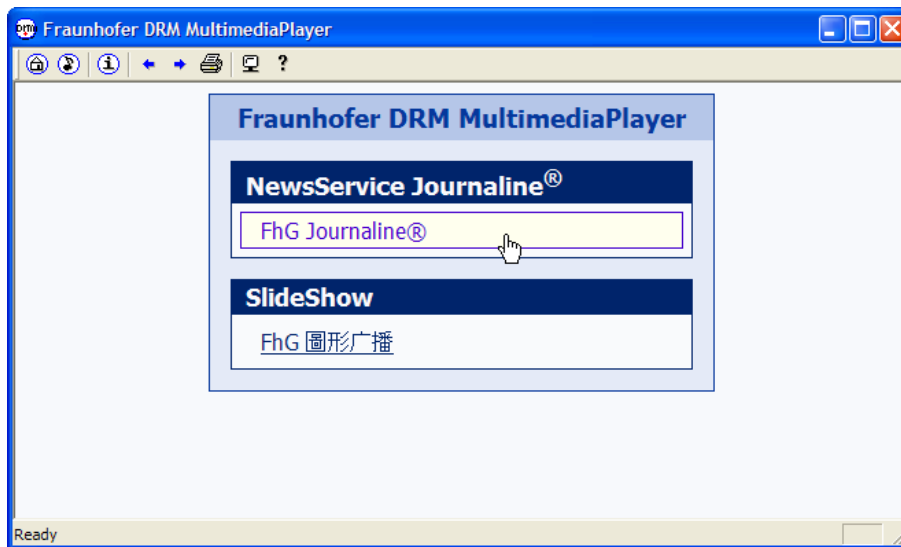 Fraunhofer DRM MultimediaPlayer
?
Fraunhofer DRM MultimediaPlayer
NewsService Journaline®
FhG Journaline®
SlideShow
FhG 圖形广播
Ready